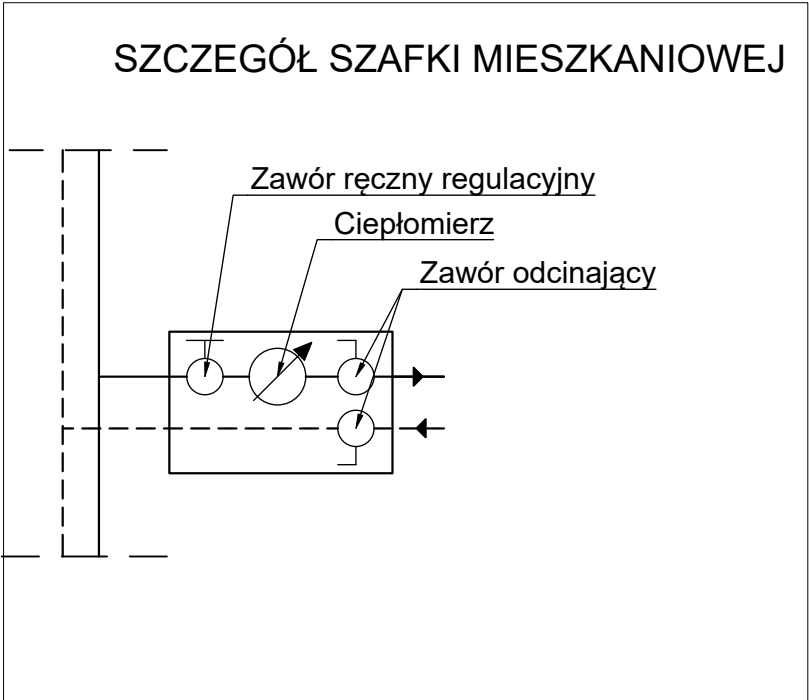 SZCZEGÓŁ SZAFKI MIESZKANIOWEJ
Zawór ręczny regulacyjny
Ciepłomierz
Zawór odcinający